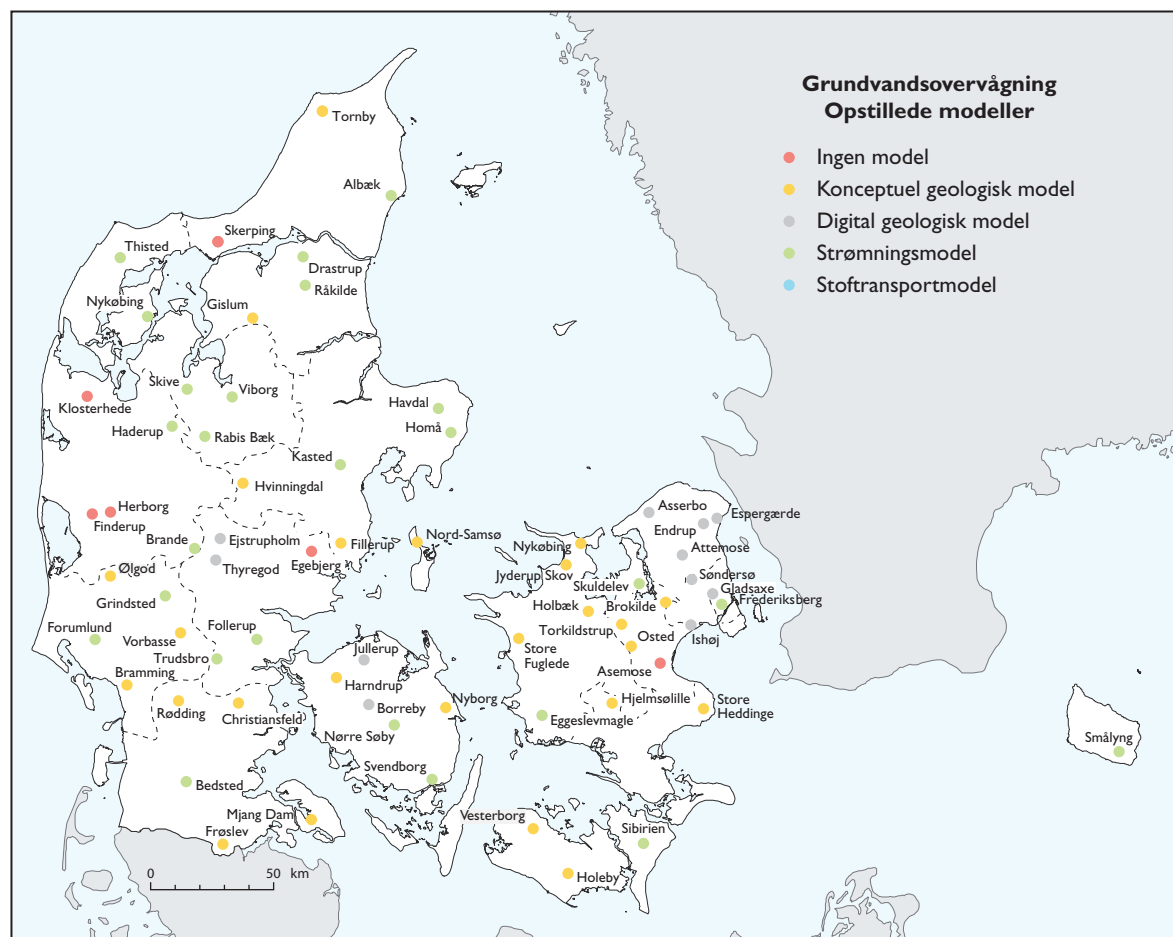 Grundvandsovervågning
Opstillede modeller
Ingen model
Konceptuel geologisk model
Digital geologisk model
Strømningsmodel
Stoftransportmodel
Tornby
Albæk
Skerping
Thisted
Drastrup
Råkilde
Nykøbing
Gislum
Skive
Viborg
Klosterhede
Havdal
Haderup
Rabis Bæk
Homå
Kasted
Hvinningdal
Herborg
Finderup
Brande
Ejstrupholm
Fillerup
Nord-Samsø
Egebjerg
Thyregod
Ølgod
Grindsted
Forumlund
Vorbasse
Follerup
Trudsbro
Bramming
Rødding
Christiansfeld
Jullerup
Harndrup
Borreby
Nyborg
Nørre Søby
Svendborg
Bedsted
Mjang Dam
Frøslev
Asserbo
Espergærde
Endrup
Nykøbing
Attemose
Jyderup Skov
Søndersø
Skuldelev
Gladsaxe
Frederiksberg
Holbæk
Brokilde
Torkildstrup
Osted
Ishøj
Store
Fuglede
Asemose
Hjelmsølille
Store
Heddinge
Eggeslevmagle
Smålyng
Vesterborg
Sibirien
Holeby
0 50 km